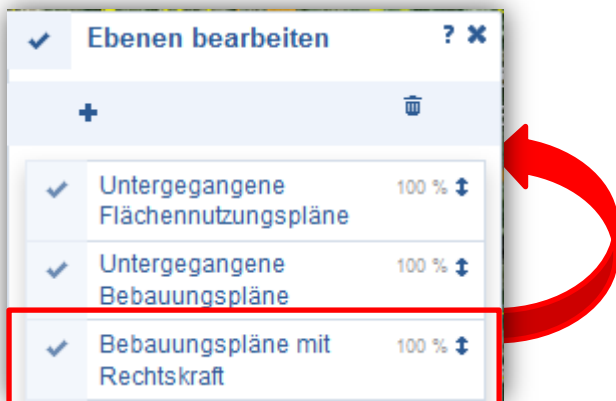 Ebenen bearbeiten ?
Untergegangene 100 %
Flächennutzungspläne
Untergegangene 100 %
Bebauungspläne
Bebauungspläne mit 100 %
Rechtskraft